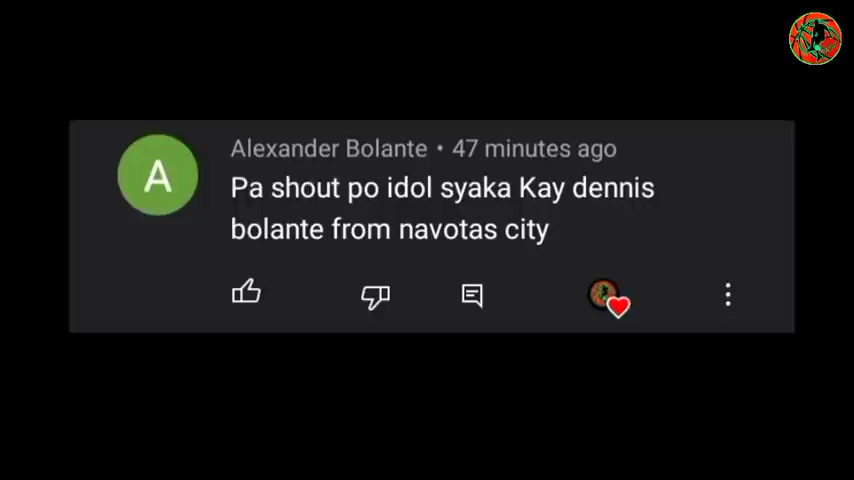 A
Alexander Bolante • 47 minutes ago
Pa shout po idol syaka Kay dennis
bolante from navotas city